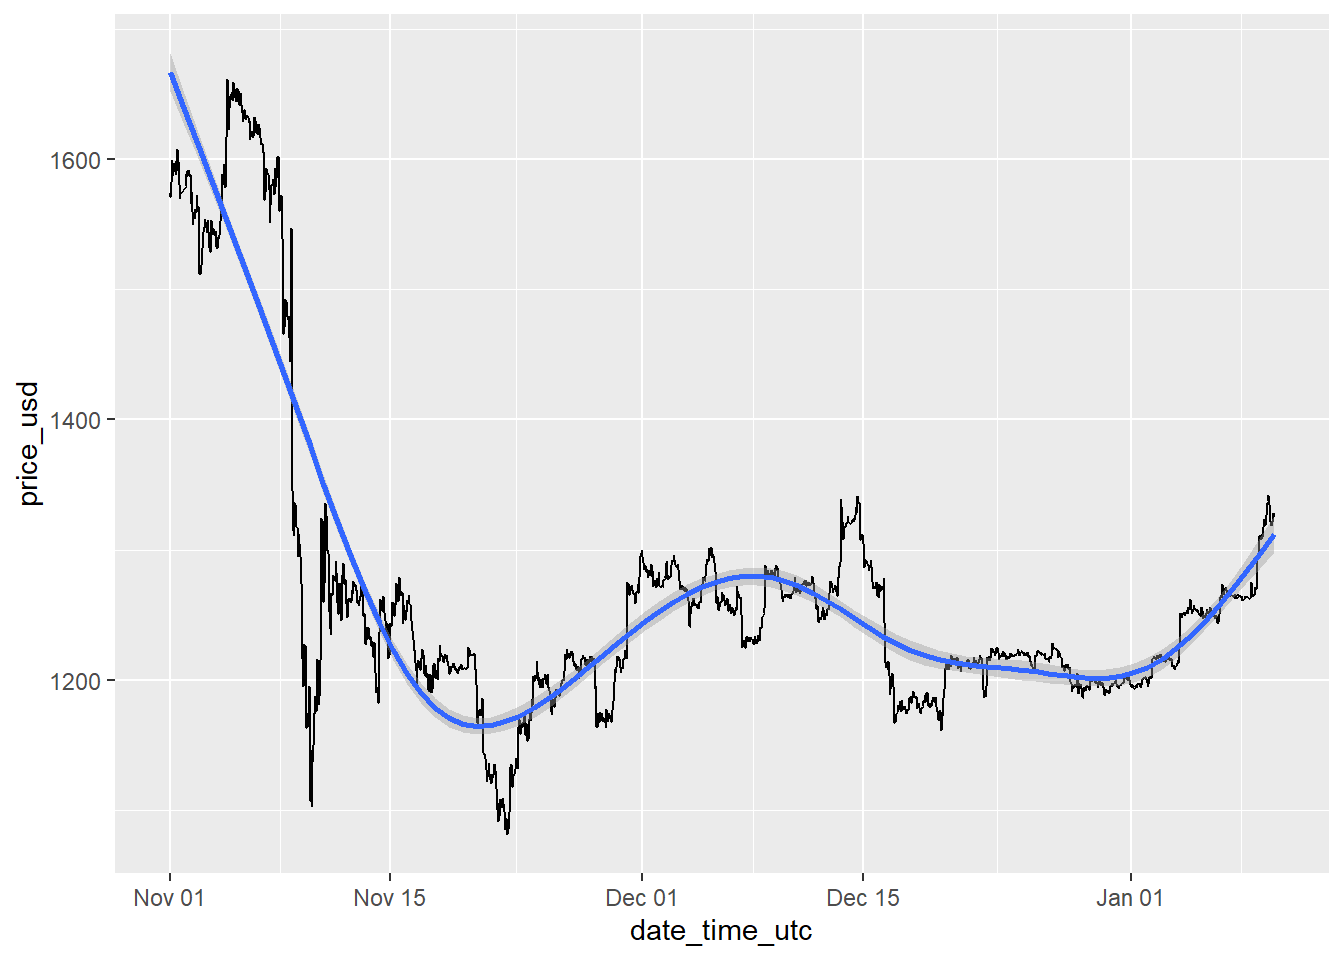 price_usd
1600
1400
1200
Nov 01
Nov 15
Dec 01
Dec 15
Jan 01
date_time_utc